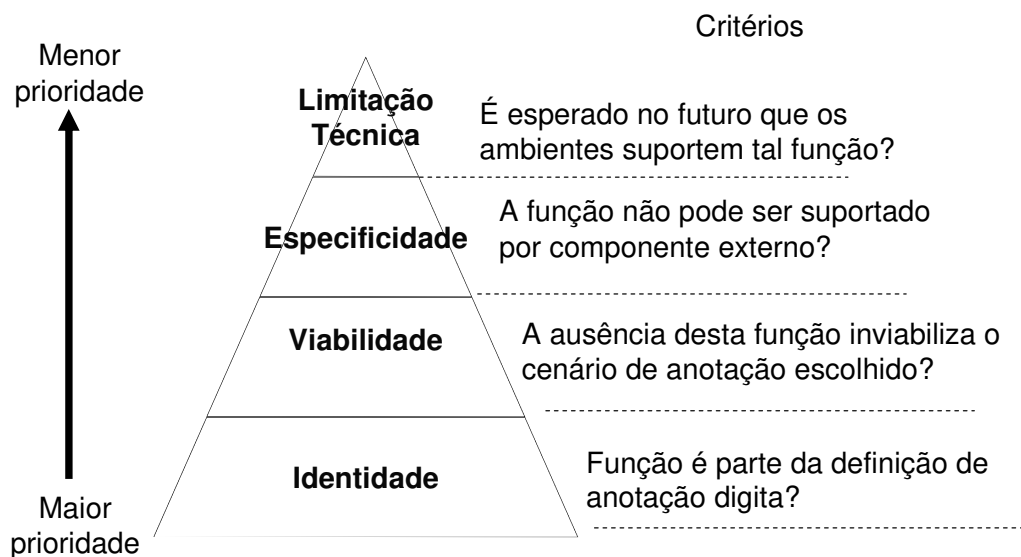 Critérios
Menor
prioridade
Limitação
Técnica
É esperado no futuro que os
ambientes suportem tal função?
Especificidade
A função não pode ser suportado
por componente externo?
Viabilidade
A ausência desta função inviabiliza o
cenário de anotação escolhido?
Identidade
Função é parte da definição de
anotação digita?
Maior
prioridade